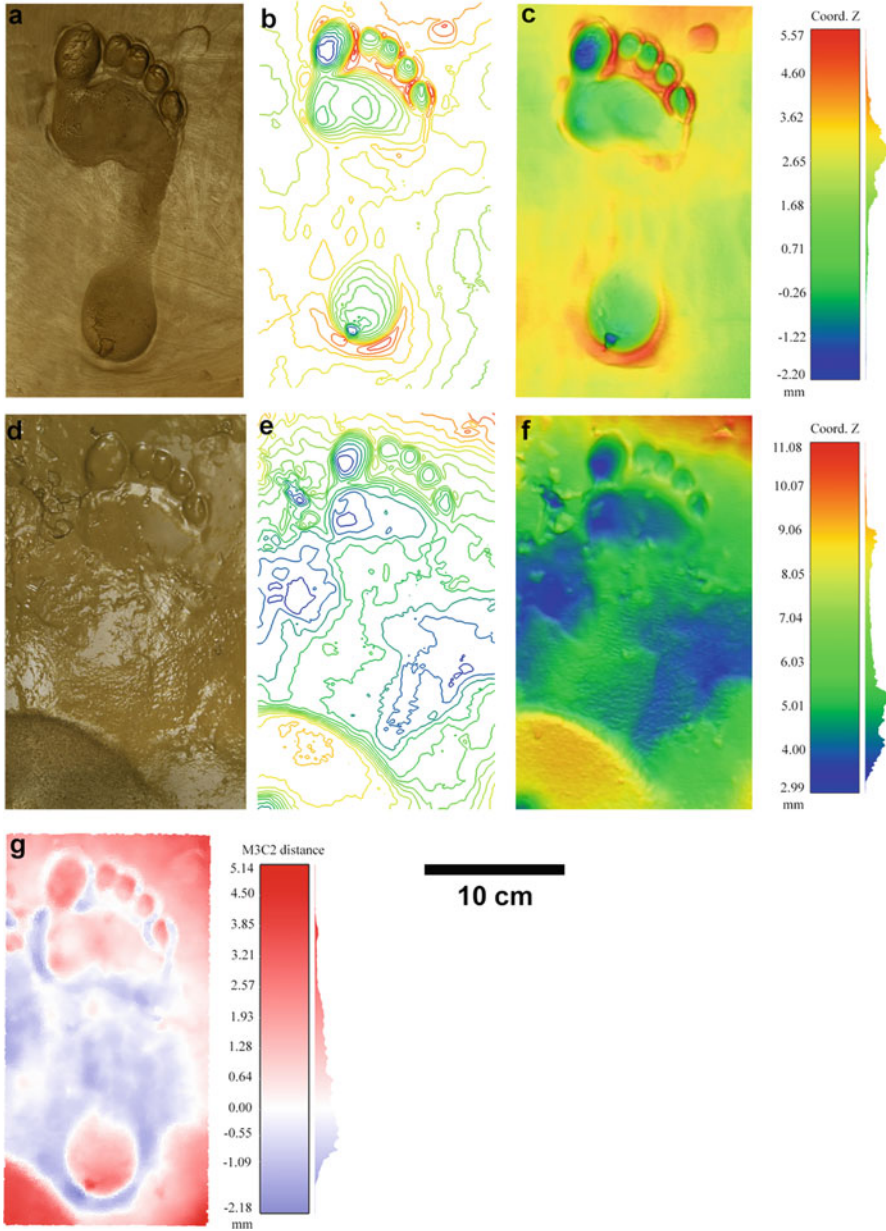 a
b
c
Coord. Z
5.57
4.60
3.62
2.65
1.68
0.71
-0.26
-1.22
-2.20
mm
d
e
f
Coord. Z
11.08
10.07
9.06
8.05
7.04
6.03
5.01
4.00
2.99
mm
g
M3C2 distance
5.14
4.50
3.85
3.21
2.57
1.93
1.28
0.64
0.00
-0.55
-1.09
-2.18
mm
10 cm